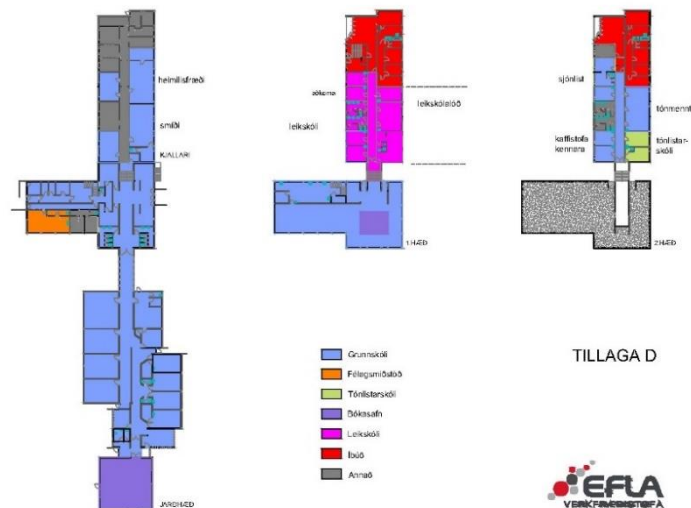 heimilisfræði
smíði
KJALLARI
JARÐHÆÐ
leikskóli
leikskólalóð
1.HÆÐ
sjónlist
tónmennt
kaffistofa
kennara
tónlistar-
skóli
2.HÆÐ
Grunnskóli
Félagsmiðstöð
Tónlistarskóli
Bókasafn
Leikskóli
Íbúð
Annað
TILLAGA D
EFLA
VERKFRÆÐISTOFA